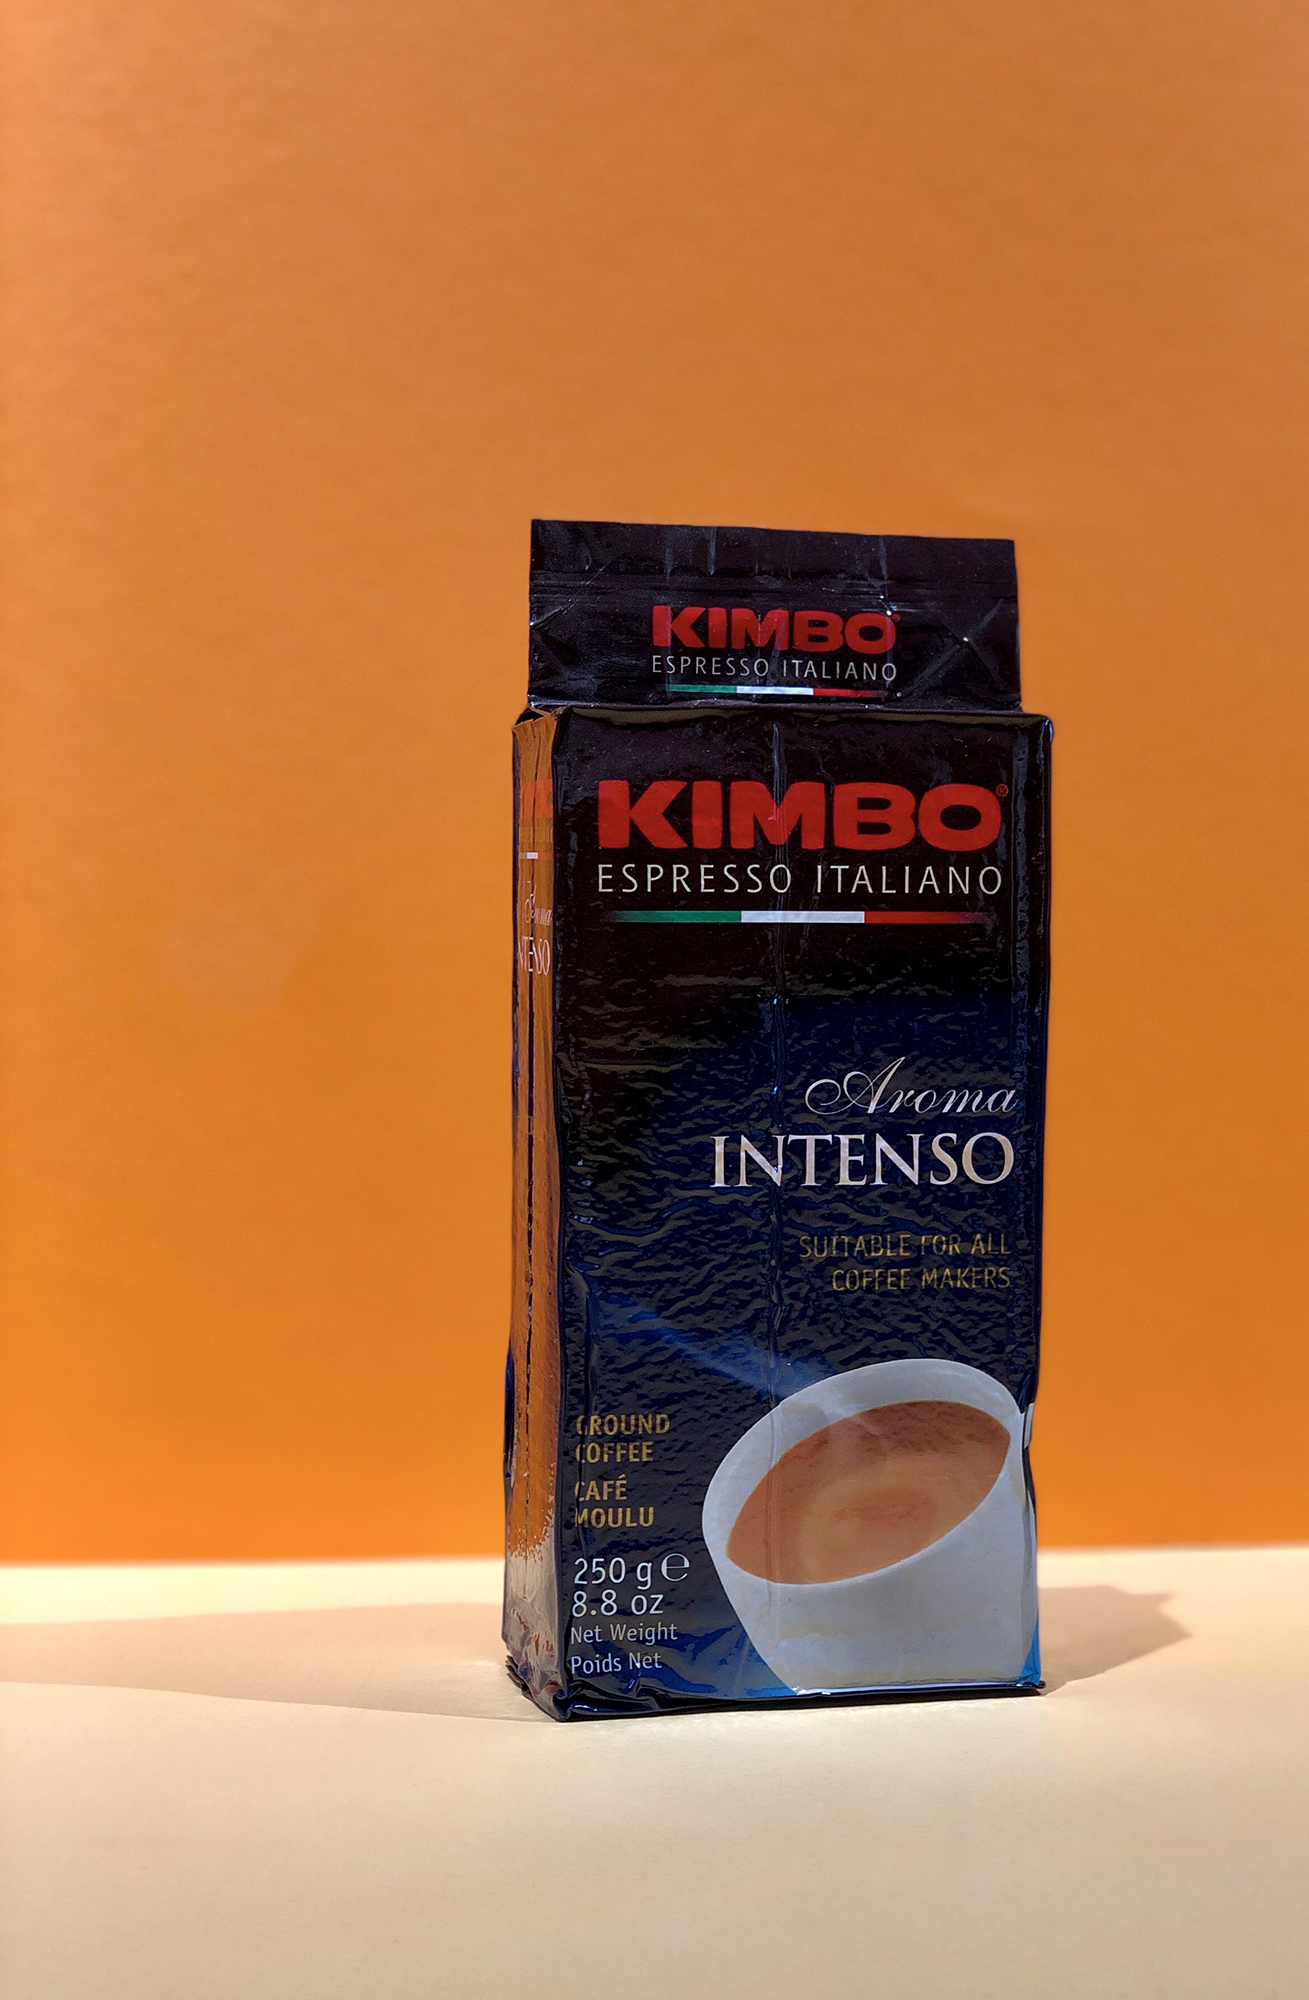 KIMBO®
ESPRESSO ITALIANO
KIMBO®
ESPRESSO ITALIANO
Aroma
INTENSO
SUITABLE FOR ALL
COFFEE MAKERS
GROUND
COFFEE
CAFÉ
MOULU
250 g ℮
8.8 oz
Net Weight
Poids Net